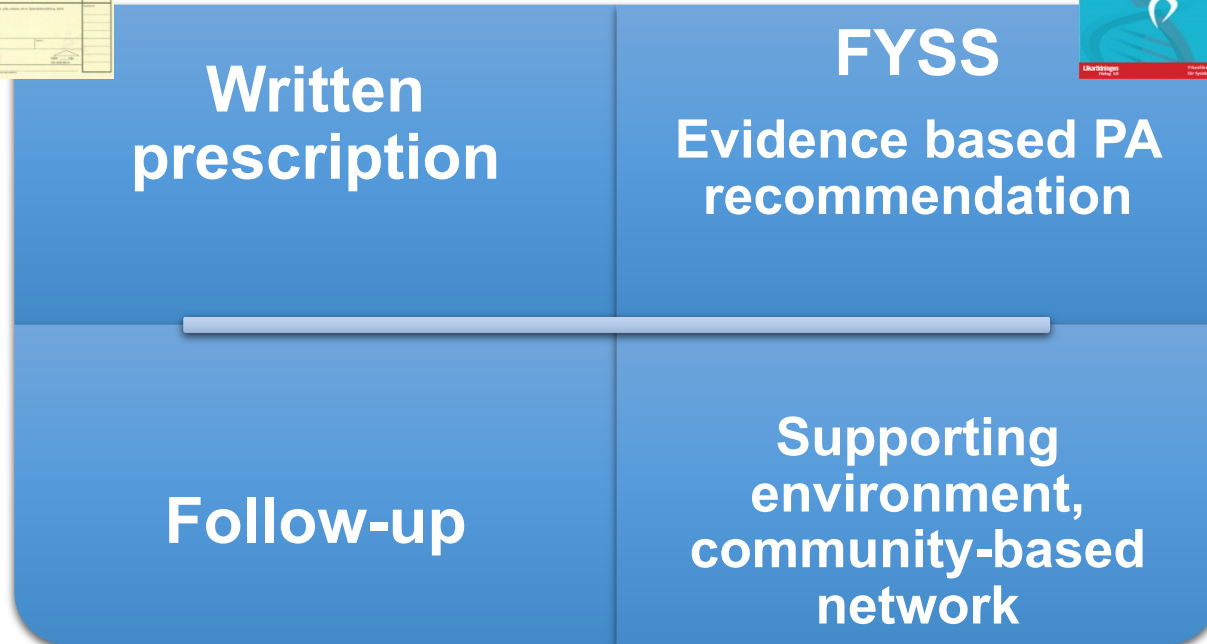 Written
prescription
FYSS
Evidence based PA
recommendation
Follow-up
Supporting
environment,
community-based
network